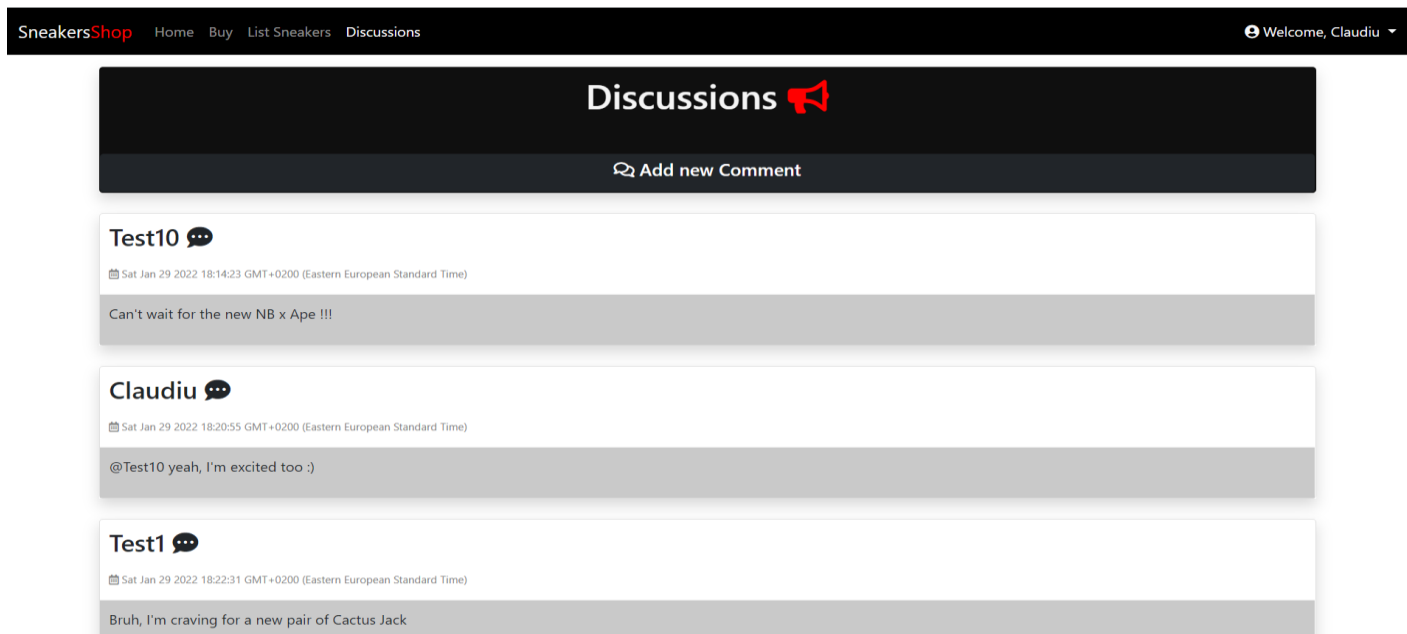 SneakersShop Home Buy List Sneakers Discussions Welcome, Claudiu
Discussions
Add new Comment
Test10
Sat Jan 29 2022 18:14:23 GMT+0200 (Eastern European Standard Time)
Can't wait for the new NB x Ape !!!
Claudiu
Sat Jan 29 2022 18:20:55 GMT+0200 (Eastern European Standard Time)
@Test10 yeah, I'm excited too :)
Test1
Sat Jan 29 2022 18:22:31 GMT+0200 (Eastern European Standard Time)
Bruh, I'm craving for a new pair of Cactus Jack